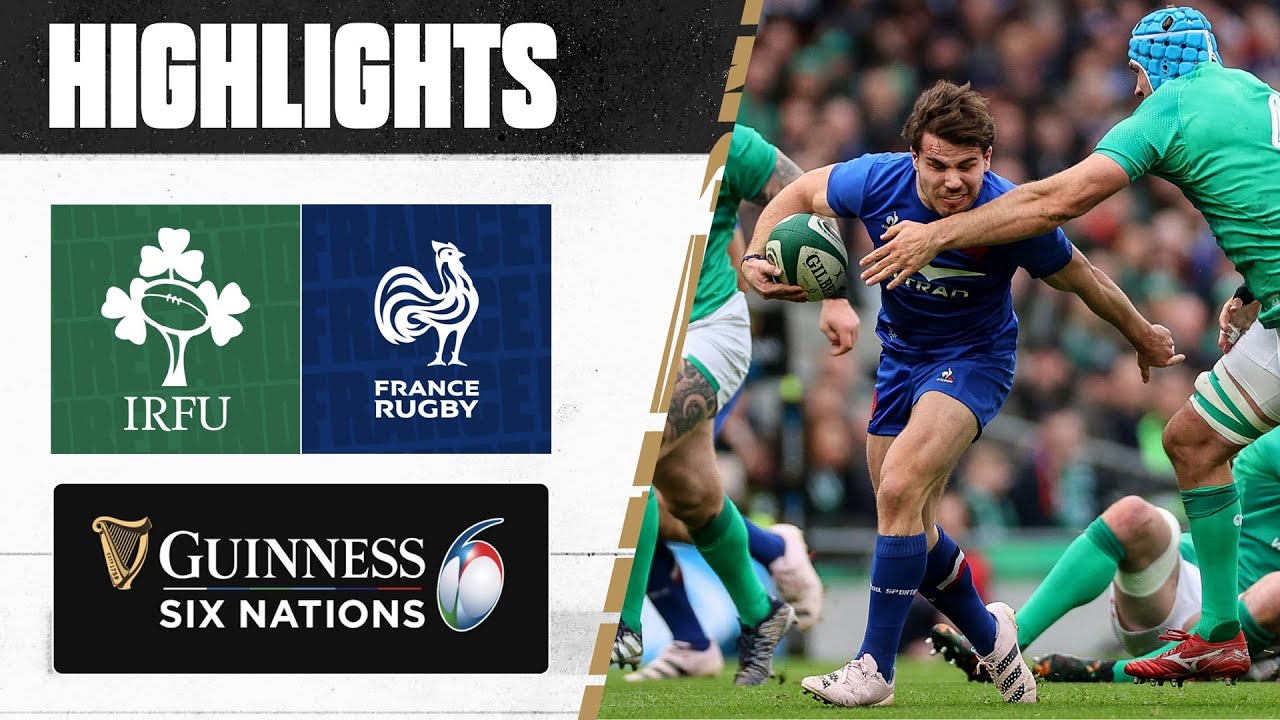 HIGHLIGHTS
IRFU
FRANCE
RUGBY
GUINNESS
SIX NATIONS
GILBERT